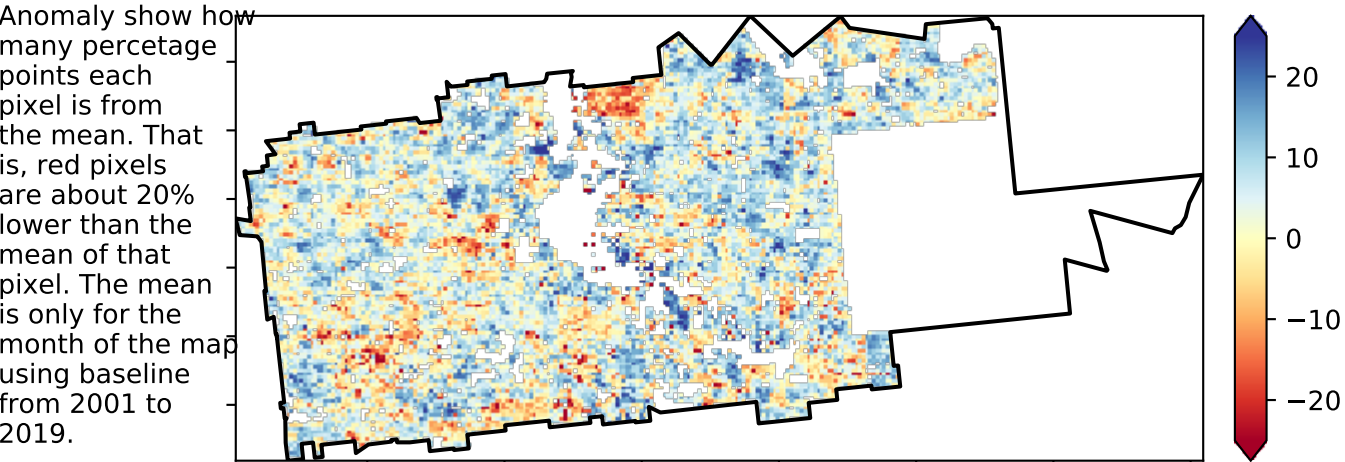 Anomaly show how
many percetage
points each
pixel is from
the mean. That
is, red pixels
are about 20%
lower than the
mean of that
pixel. The mean
is only for the
month of the map
using baseline
from 2001 to
2019.
20
10
0
−10
−20